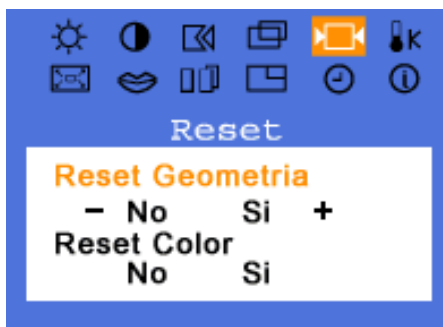 K
Reset
Reset Geometria
– No Si +
Reset Color
No Si